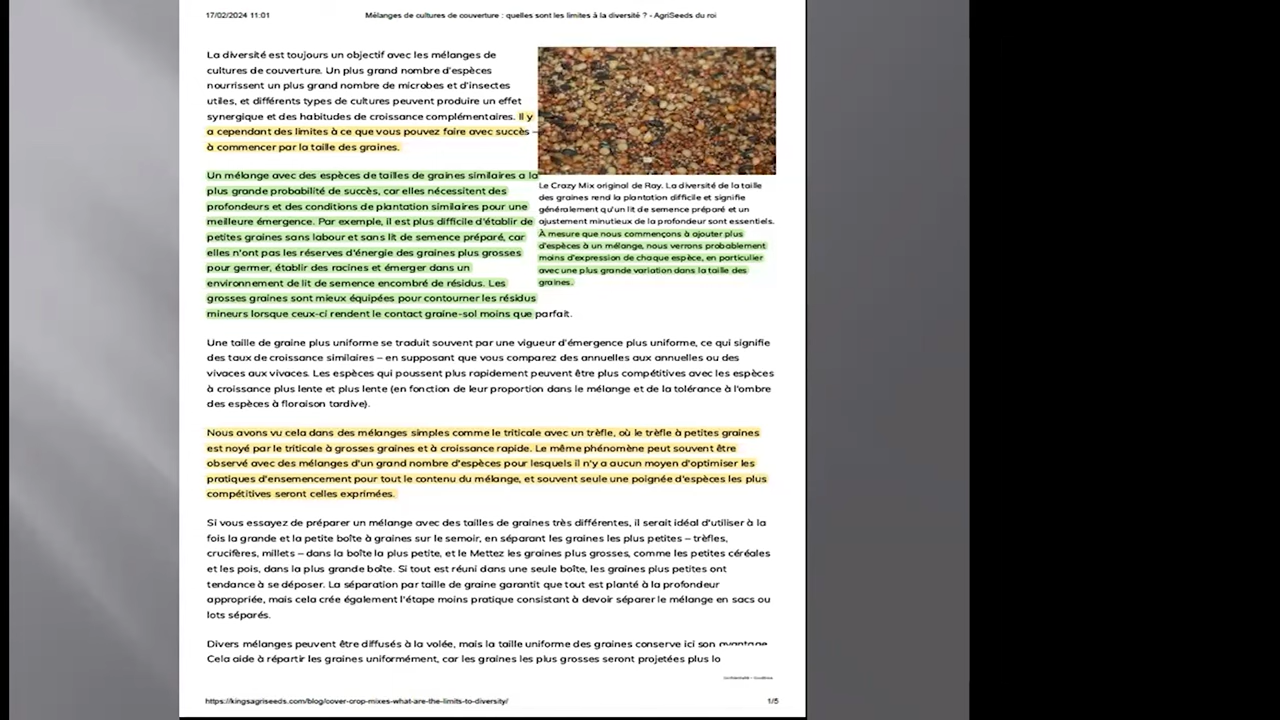 17/02/2024 11:01
Mélanges de cultures de couverture : quelles sont les limites à la diversité ? - AgriSeeds du roi
La diversité est toujours un objectif avec les mélanges de
cultures de couverture. Un plus grand nombre d'espèces
nourrissent un plus grand nombre de microbes et d'insectes
utiles, et différents types de cultures peuvent produire un effet
synergique et des habitudes de croissance complémentaires. Il y
a cependant des limites à ce que vous pouvez faire avec succès –
à commencer par la taille des graines.
Un mélange avec des espèces de tailles de graines similaires a la
plus grande probabilité de succès, car elles nécessitent des
profondeurs et des conditions de plantation similaires pour une
meilleure émergence. Par exemple, il est plus difficile d'établir de
petites graines sans labour et sans lit de semence préparé, car
elles n'ont pas les réserves d'énergie des graines plus grosses
pour germer, établir des racines et émerger dans un
environnement de lit de semence encombré de résidus. Les
grosses graines sont mieux équipées pour contourner les résidus
mineurs lorsque ceux-ci rendent le contact graine-sol moins que parfait.
Le Crazy Mix original de Ray. La diversité de la taille
des graines rend la plantation difficile et signifie
généralement qu'un lit de semence préparé et un
ajustement minutieux de la profondeur sont essentiels.
À mesure que nous commençons à ajouter plus
d'espèces à un mélange, nous verrons probablement
moins d'expression de chaque espèce, en particulier
avec une plus grande variation dans la taille des
graines.
Une taille de graine plus uniforme se traduit souvent par une vigueur d'émergence plus uniforme, ce qui signifie
des taux de croissance similaires – en supposant que vous comparez des annuelles aux annuelles ou des
vivaces aux vivaces. Les espèces qui poussent plus rapidement peuvent être plus compétitives avec les espèces
à croissance plus lente et plus lente (en fonction de leur proportion dans le mélange et de la tolérance à l'ombre
des espèces à floraison tardive).
Nous avons vu cela dans des mélanges simples comme le triticale avec un trèfle, où le trèfle à petites graines
est noyé par le triticale à grosses graines et à croissance rapide. Le même phénomène peut souvent être
observé avec des mélanges d'un grand nombre d'espèces pour lesquels il n'y a aucun moyen d'optimiser les
pratiques d'ensemencement pour tout le contenu du mélange, et souvent seule une poignée d'espèces les plus
compétitives seront celles exprimées.
Si vous essayez de préparer un mélange avec des tailles de graines très différentes, il serait idéal d'utiliser à la
fois la grande et la petite boîte à graines sur le semoir, en séparant les graines les plus petites – trèfles,
crucifères, millets – dans la boîte la plus petite, et le Mettez les graines plus grosses, comme les petites céréales
et les pois, dans la plus grande boîte. Si tout est réuni dans une seule boîte, les graines plus petites ont
tendance à se déposer. La séparation par taille de graine garantit que tout est planté à la profondeur
appropriée, mais cela crée également l'étape moins pratique consistant à devoir séparer le mélange en sacs ou
lots séparés.
Divers mélanges peuvent être diffusés à la volée, mais la taille uniforme des graines conserve ici son avantage.
Cela aide à répartir les graines uniformément, car les graines les plus grosses seront projetées plus lo
https://kingsagriseeds.com/blog/cover-crop-mixes-what-are-the-limits-to-diversity/
1/5